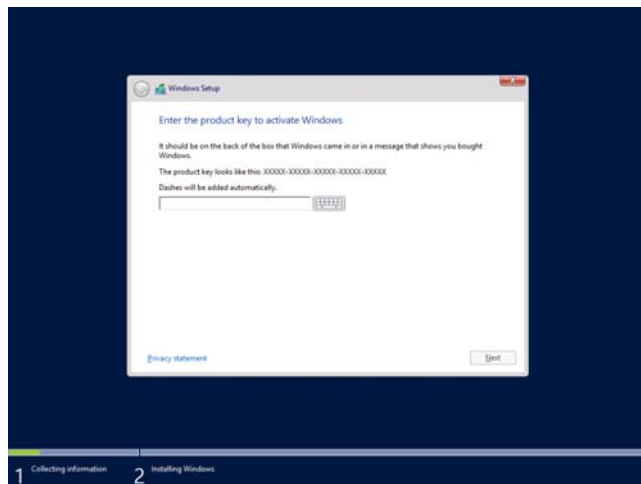 Windows Setup
Enter the product key to activate Windows
It should be on the back of the box that Windows came in or in a message that shows you bought
Windows.
The product key looks like this: XXXXX-XXXXX-XXXXX-XXXXX-XXXXX
Dashes will be added automatically.
Privacy statement
Next
1 Collecting information
2 Installing Windows